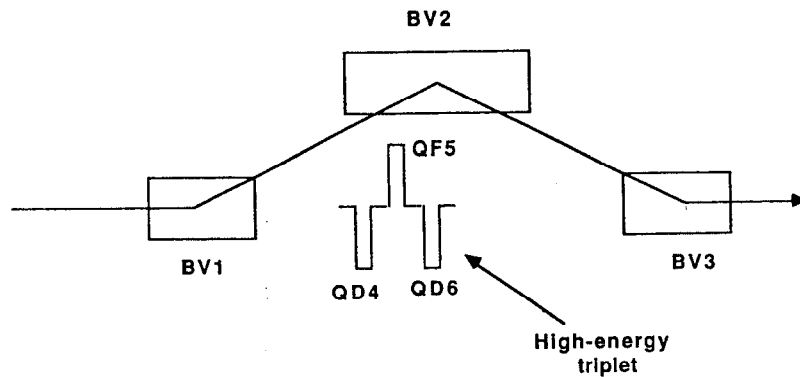 BV2
QF5
BV1
BV3
QD4
QD6
High-energy
triplet